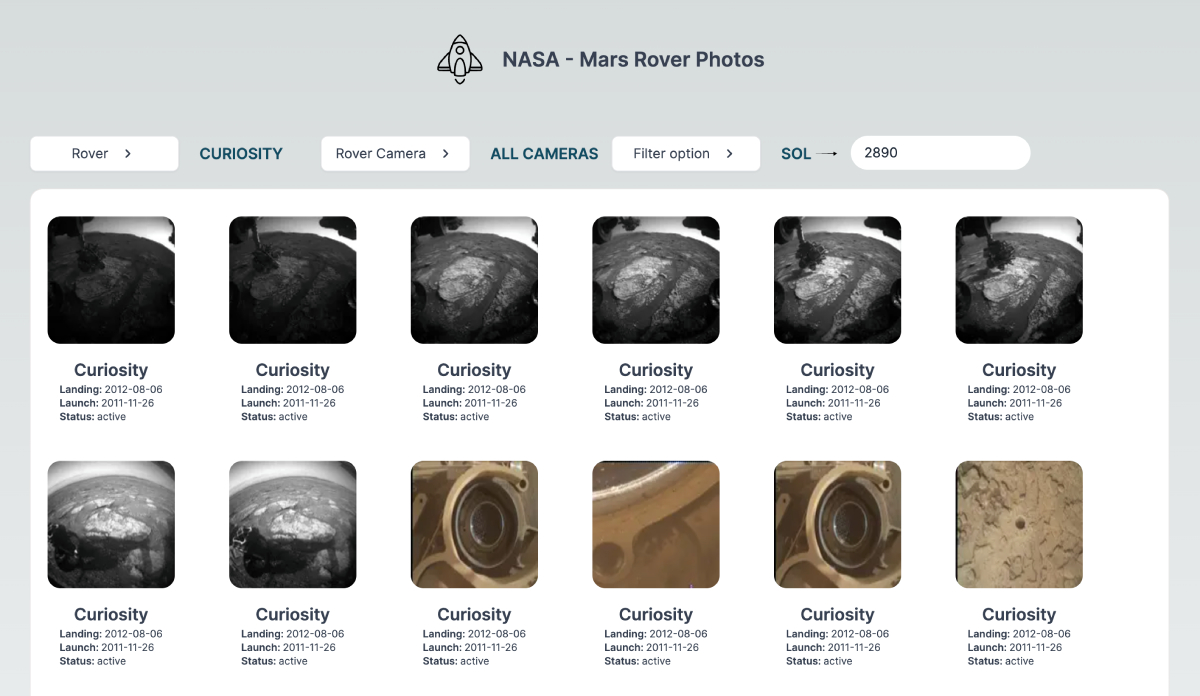 NASA - Mars Rover Photos
Rover > CURIOSITY Rover Camera > ALL CAMERAS Filter option > SOL → 2890
Curiosity Curiosity Curiosity Curiosity Curiosity Curiosity
Landing: 2012-08-06 Landing: 2012-08-06 Landing: 2012-08-06 Landing: 2012-08-06 Landing: 2012-08-06 Landing: 2012-08-06
Launch: 2011-11-26 Launch: 2011-11-26 Launch: 2011-11-26 Launch: 2011-11-26 Launch: 2011-11-26 Launch: 2011-11-26
Status: active Status: active Status: active Status: active Status: active Status: active
Curiosity Curiosity Curiosity Curiosity Curiosity Curiosity
Landing: 2012-08-06 Landing: 2012-08-06 Landing: 2012-08-06 Landing: 2012-08-06 Landing: 2012-08-06 Landing: 2012-08-06
Launch: 2011-11-26 Launch: 2011-11-26 Launch: 2011-11-26 Launch: 2011-11-26 Launch: 2011-11-26 Launch: 2011-11-26
Status: active Status: active Status: active Status: active Status: active Status: active